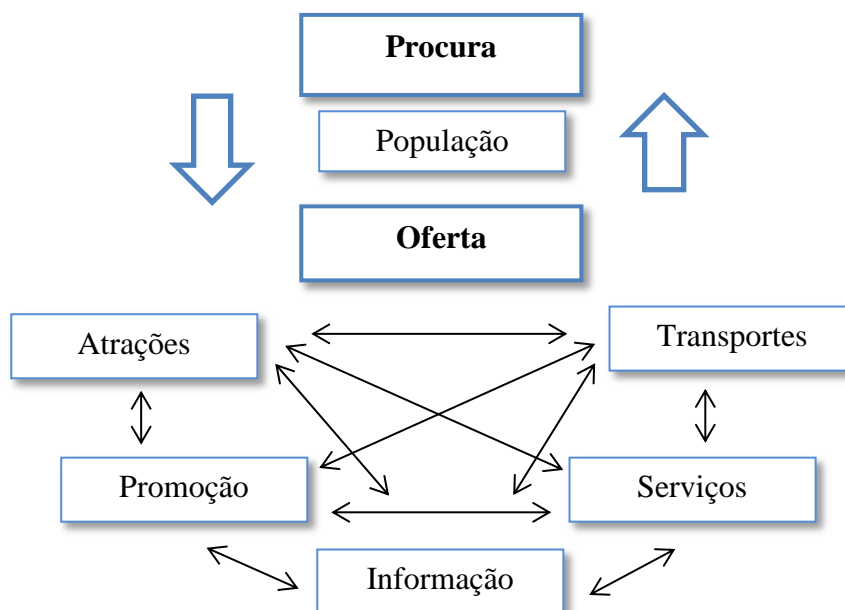 Procura
População
Oferta
Atrações
Transportes
Promoção
Serviços
Informação